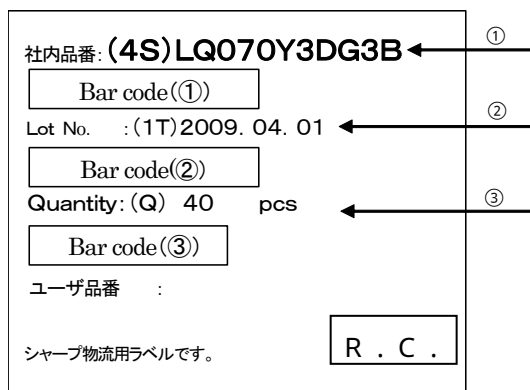 社内品番:(4S)LQ070Y3DG3B ①
Bar code(①)
Lot No. :(1T)2009. 04. 01 ②
Bar code(②)
Quantity:(Q) 40 pcs ③
Bar code(③)
ユーザ品番 :
シャープ物流用ラベルです。 R . C .